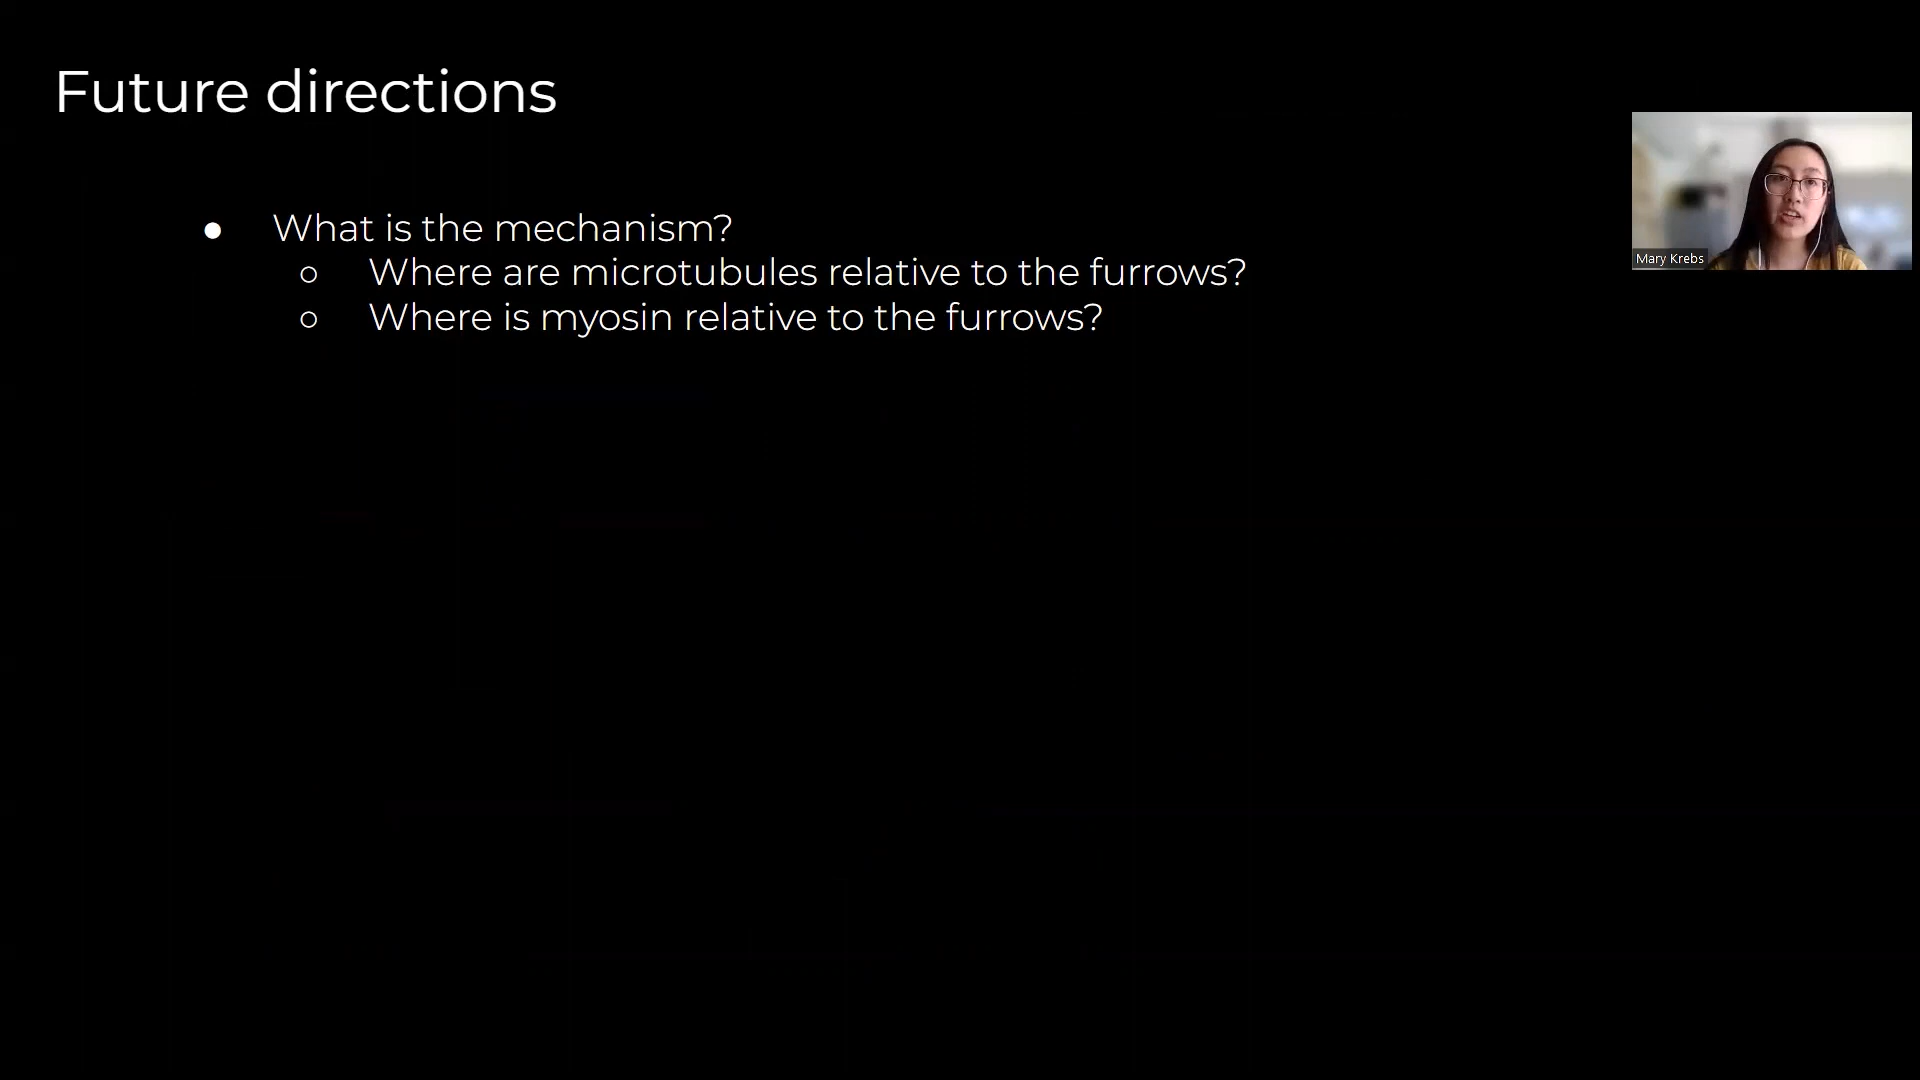 Future directions
● What is the mechanism?
○ Where are microtubules relative to the furrows?
○ Where is myosin relative to the furrows?
Mary Krebs